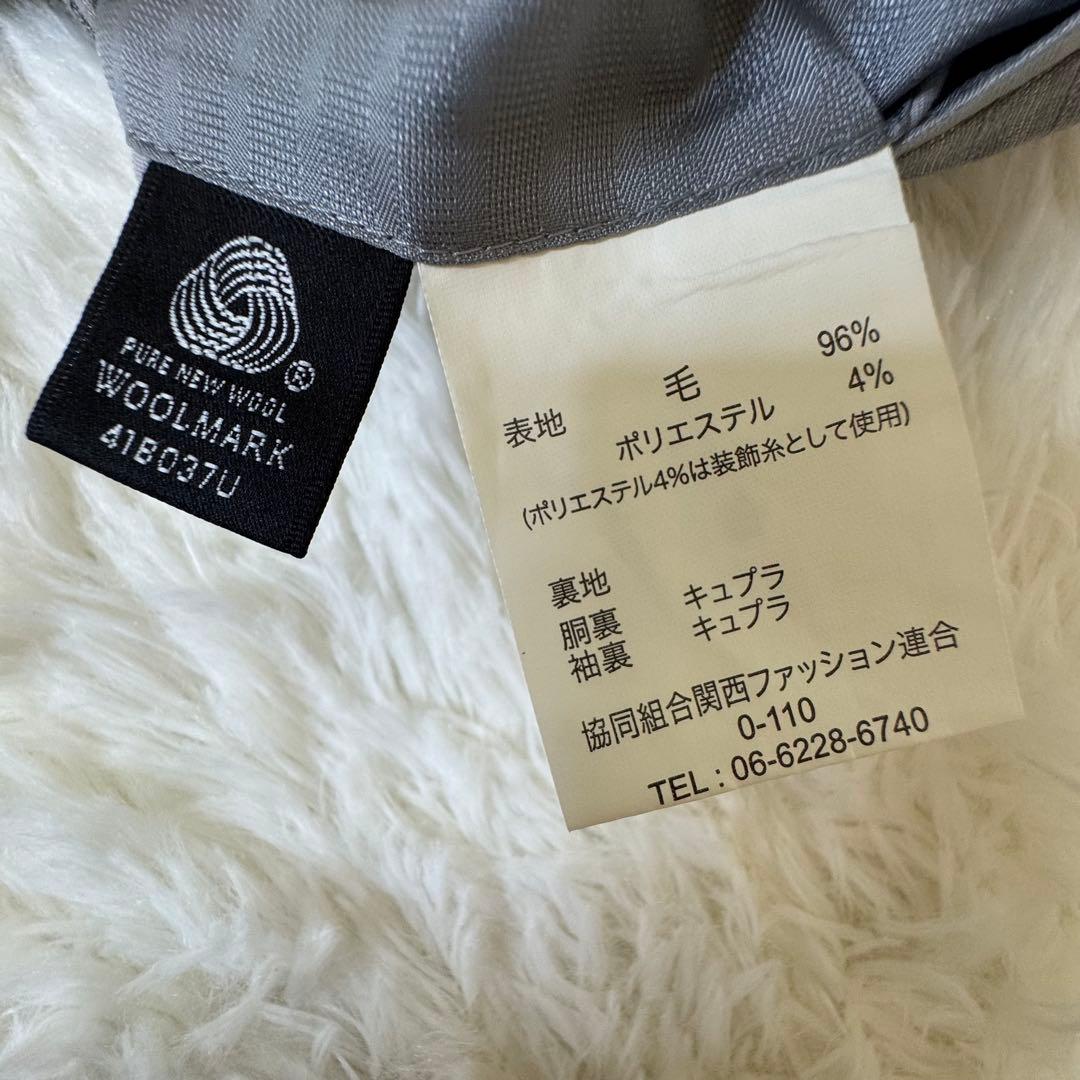 PURE NEW WOOL
®
WOOLMARK
41B037U
表地 毛 96%
ポリエステル 4%
(ポリエステル4%は装飾糸として使用)
裏地
胴裏 キュプラ
袖裏 キュプラ
協同組合関西ファッション連合
0-110
TEL : 06-6228-6740